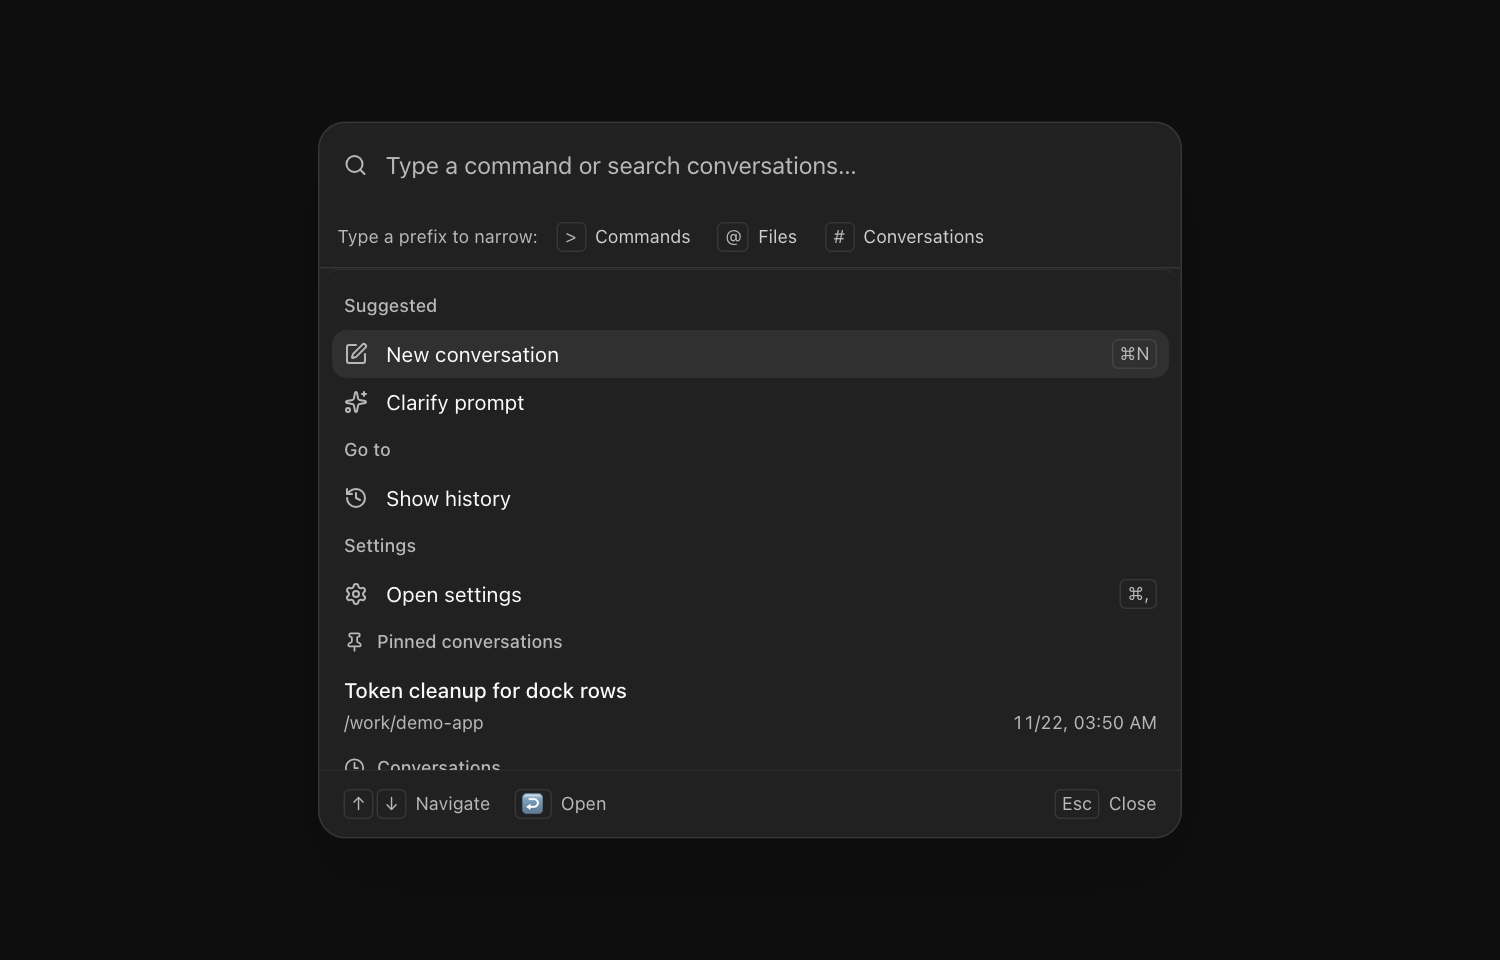 Type a command or search conversations...
Type a prefix to narrow: > Commands @ Files # Conversations
Suggested
New conversation ⌘N
Clarify prompt
Go to
Show history
Settings
Open settings ⌘,
Pinned conversations
Token cleanup for dock rows
/work/demo-app 11/22, 03:50 AM
Conversations
↑ ↓ Navigate ↩ Open Esc Close